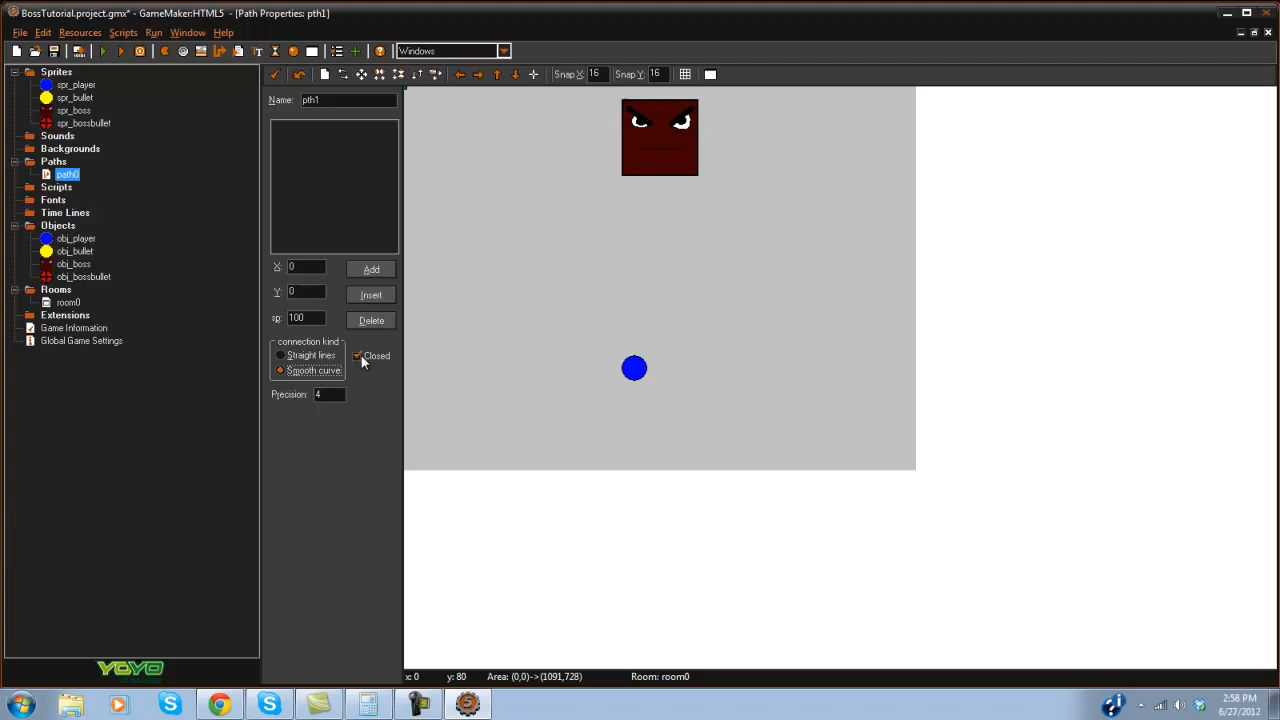 BossTutorial.project.gmx* - GameMaker:HTML5 - [Path Properties: pth1]
File Edit Resources Scripts Run Window Help
Windows
Snap X: 16 Snap Y: 16
Sprites
spr_player
spr_bullet
spr_boss
spr_bossbullet
Sounds
Backgrounds
Paths
path0
Scripts
Fonts
Time Lines
Objects
obj_player
obj_bullet
obj_boss
obj_bossbullet
Rooms
room0
Extensions
Game Information
Global Game Settings
Name: pth1
X: 0 Add
Y: 0 Insert
sp: 100 Delete
connection kind
Straight lines
Smooth curve
Closed
Precision: 4
x: 0 y: 80 Area: (0,0)->(1091,728) Room: room0
YOYO
2:58 PM
6/27/2012